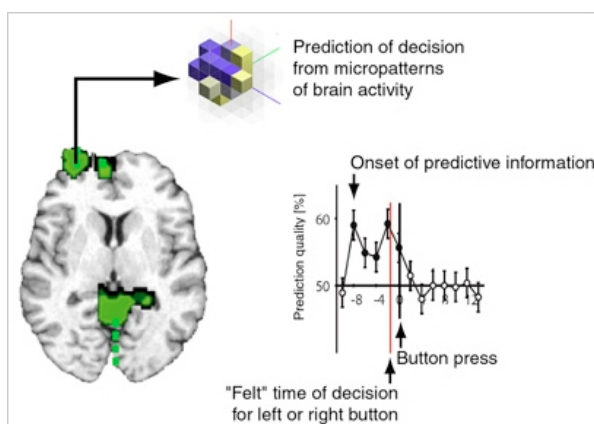 Prediction of decision
from micropatterns
of brain activity
Onset of predictive information
Prediction quality [%]
60
50
-8 -4 0 8 12
Button press
"Felt" time of decision
for left or right button